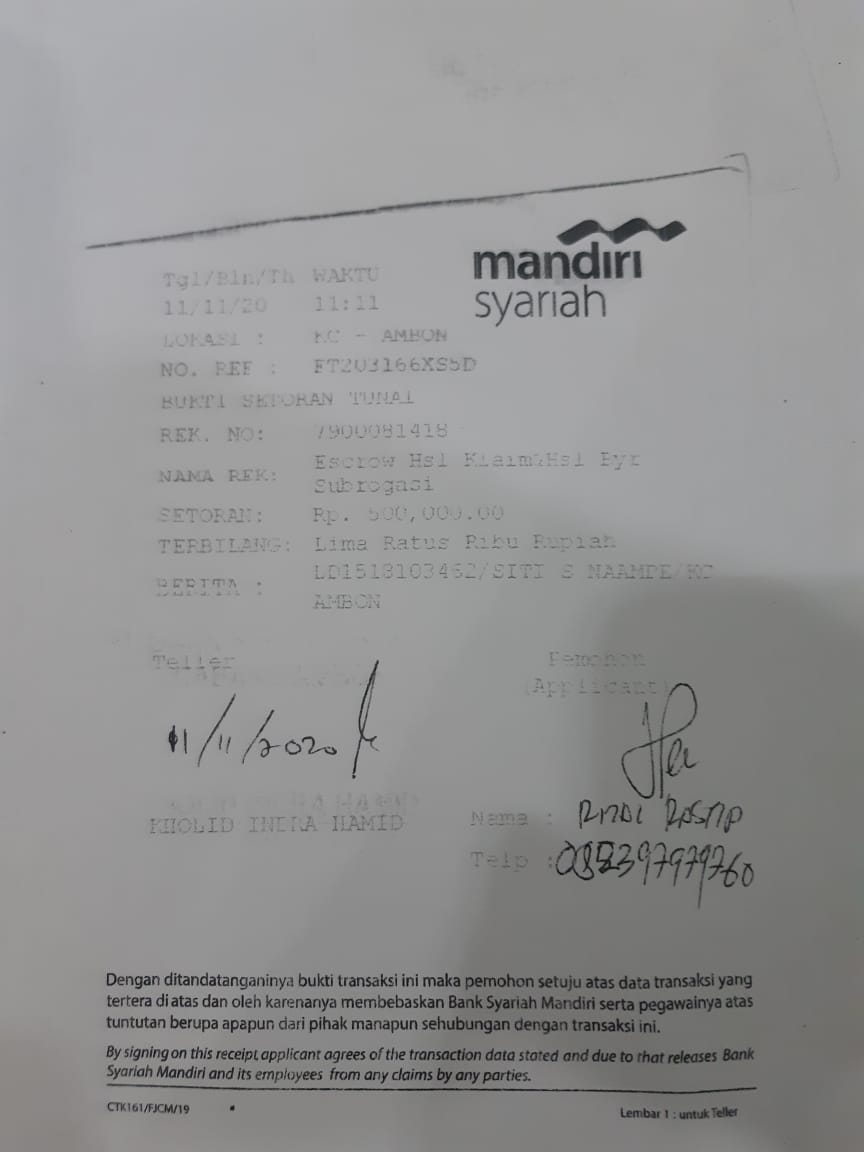 mandiri
syariah
Tgl/Bln/Th WAKTU
11/11/20 11:11
LOKASI : KC - AMBON
NO. REF : FT203166XS5D
BUKTI SETORAN TUNAI
REK. NO: 7900081418
NAMA REK: Escrow Hsl Klaim&Hsl Byr
Subrogasi
SETORAN: Rp. 500,000.00
TERBILANG: Lima Ratus Ribu Rupiah
BERITA : LD1518103462/SITI S NAAMPE/KC
AMBON
Teller Pemohon
(Applicant)
11/11/2020
KHOLID INDRA HAMID
Nama :
Telp : 0852397979760
Dengan ditandatanganinya bukti transaksi ini maka pemohon setuju atas data transaksi yang
tertera di atas dan oleh karenanya membebaskan Bank Syariah Mandiri serta pegawainya atas
tuntutan berupa apapun dari pihak manapun sehubungan dengan transaksi ini.
By signing on this receipt, applicant agrees of the transaction data stated and due to that releases Bank
Syariah Mandiri and its employees from any claims by any parties.
CTK161/FJCM/19
Lembar 1 : untuk Teller